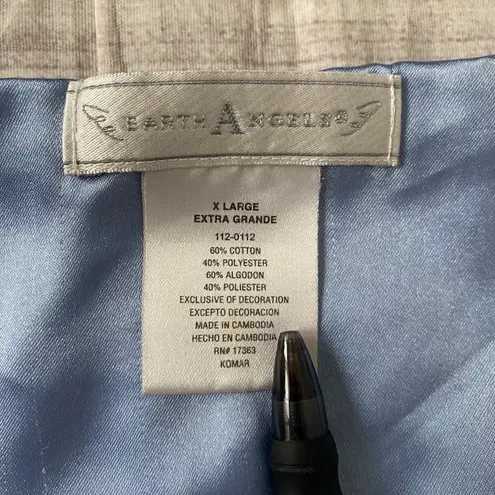 EARTH ANGELS®
X LARGE
EXTRA GRANDE
112-0112
60% COTTON
40% POLYESTER
60% ALGODON
40% POLIESTER
EXCLUSIVE OF DECORATION
EXCEPTO DECORACION
MADE IN CAMBODIA
HECHO EN CAMBODIA
RN# 17363
KOMAR